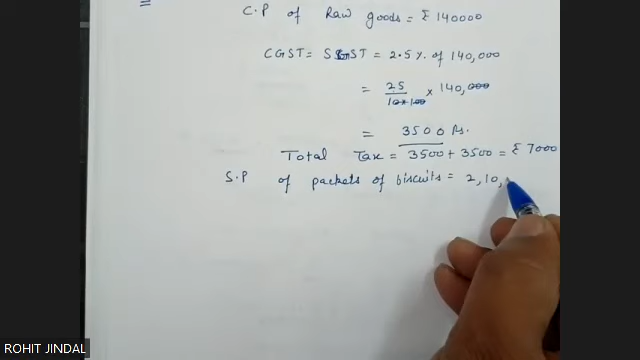 =
C.P of Raw goods = ₹ 140000
CGST = SGST = 2.5 % of 140,000
= 25/10*100 × 140,000
= 3500 Rs.
Total Tax = 3500 + 3500 = ₹ 7000
S.P of packets of biscuits = 2,10,
ROHIT JINDAL